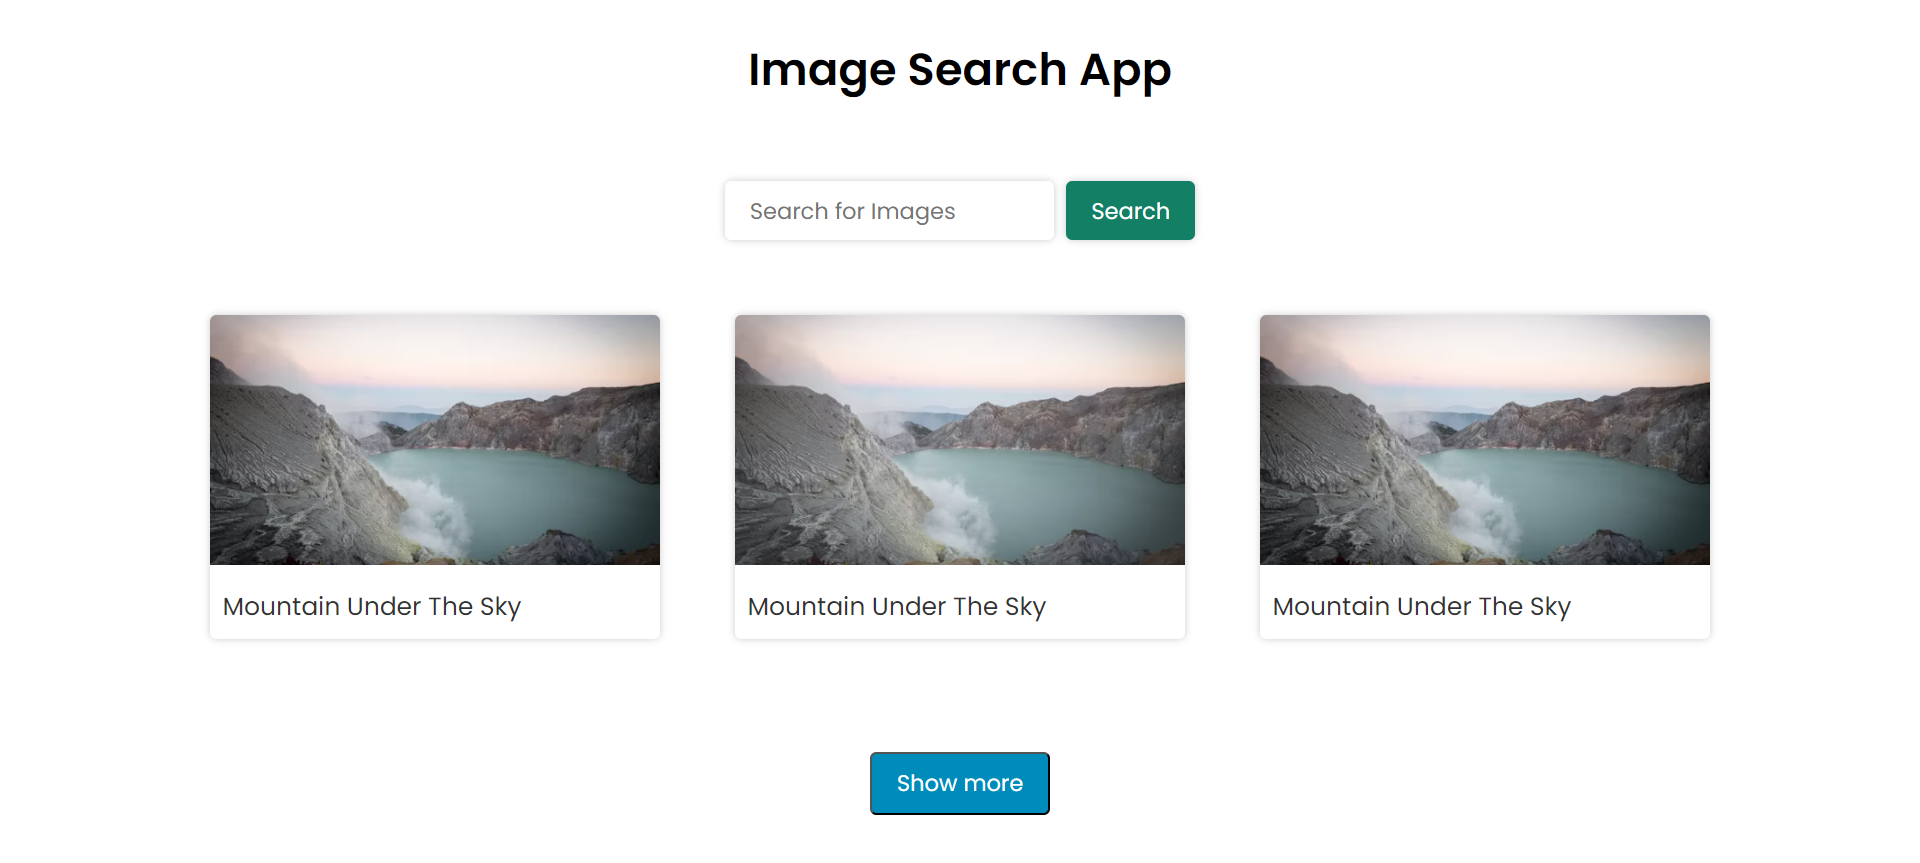 Image Search App
Search for Images
Search
Mountain Under The Sky
Mountain Under The Sky
Mountain Under The Sky
Show more